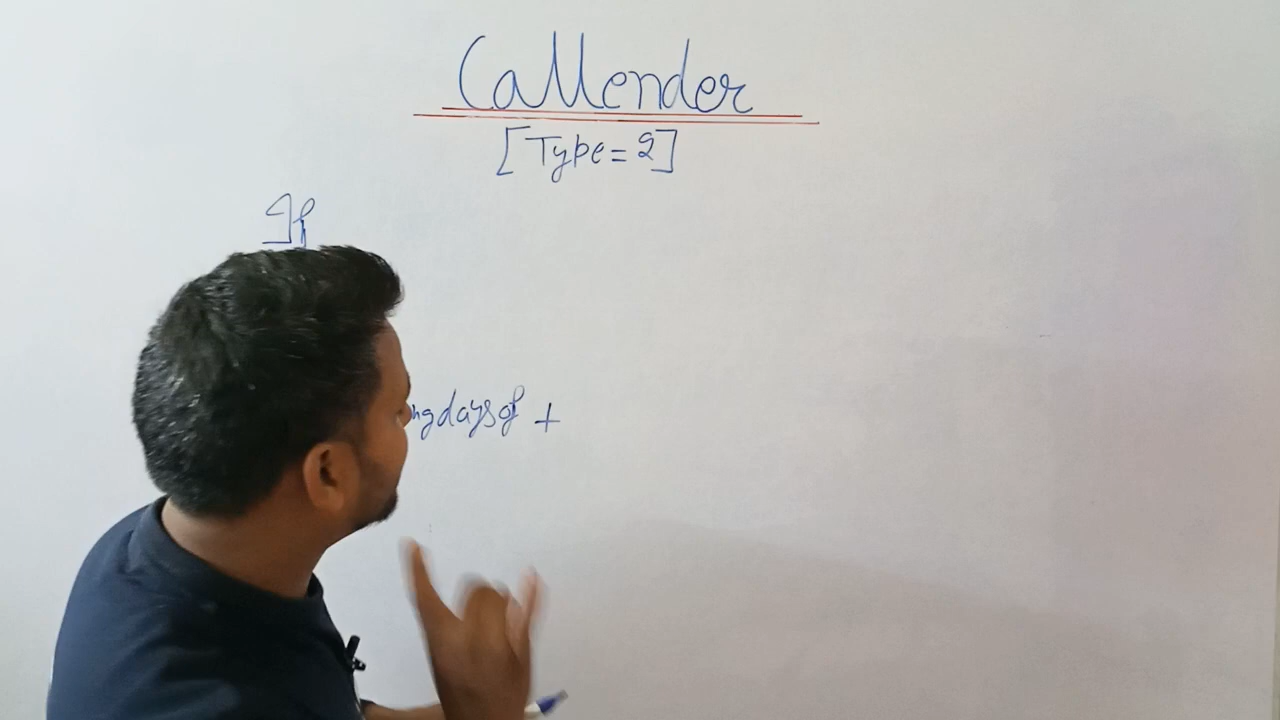 Callender
[Type = 2]
If
days of +